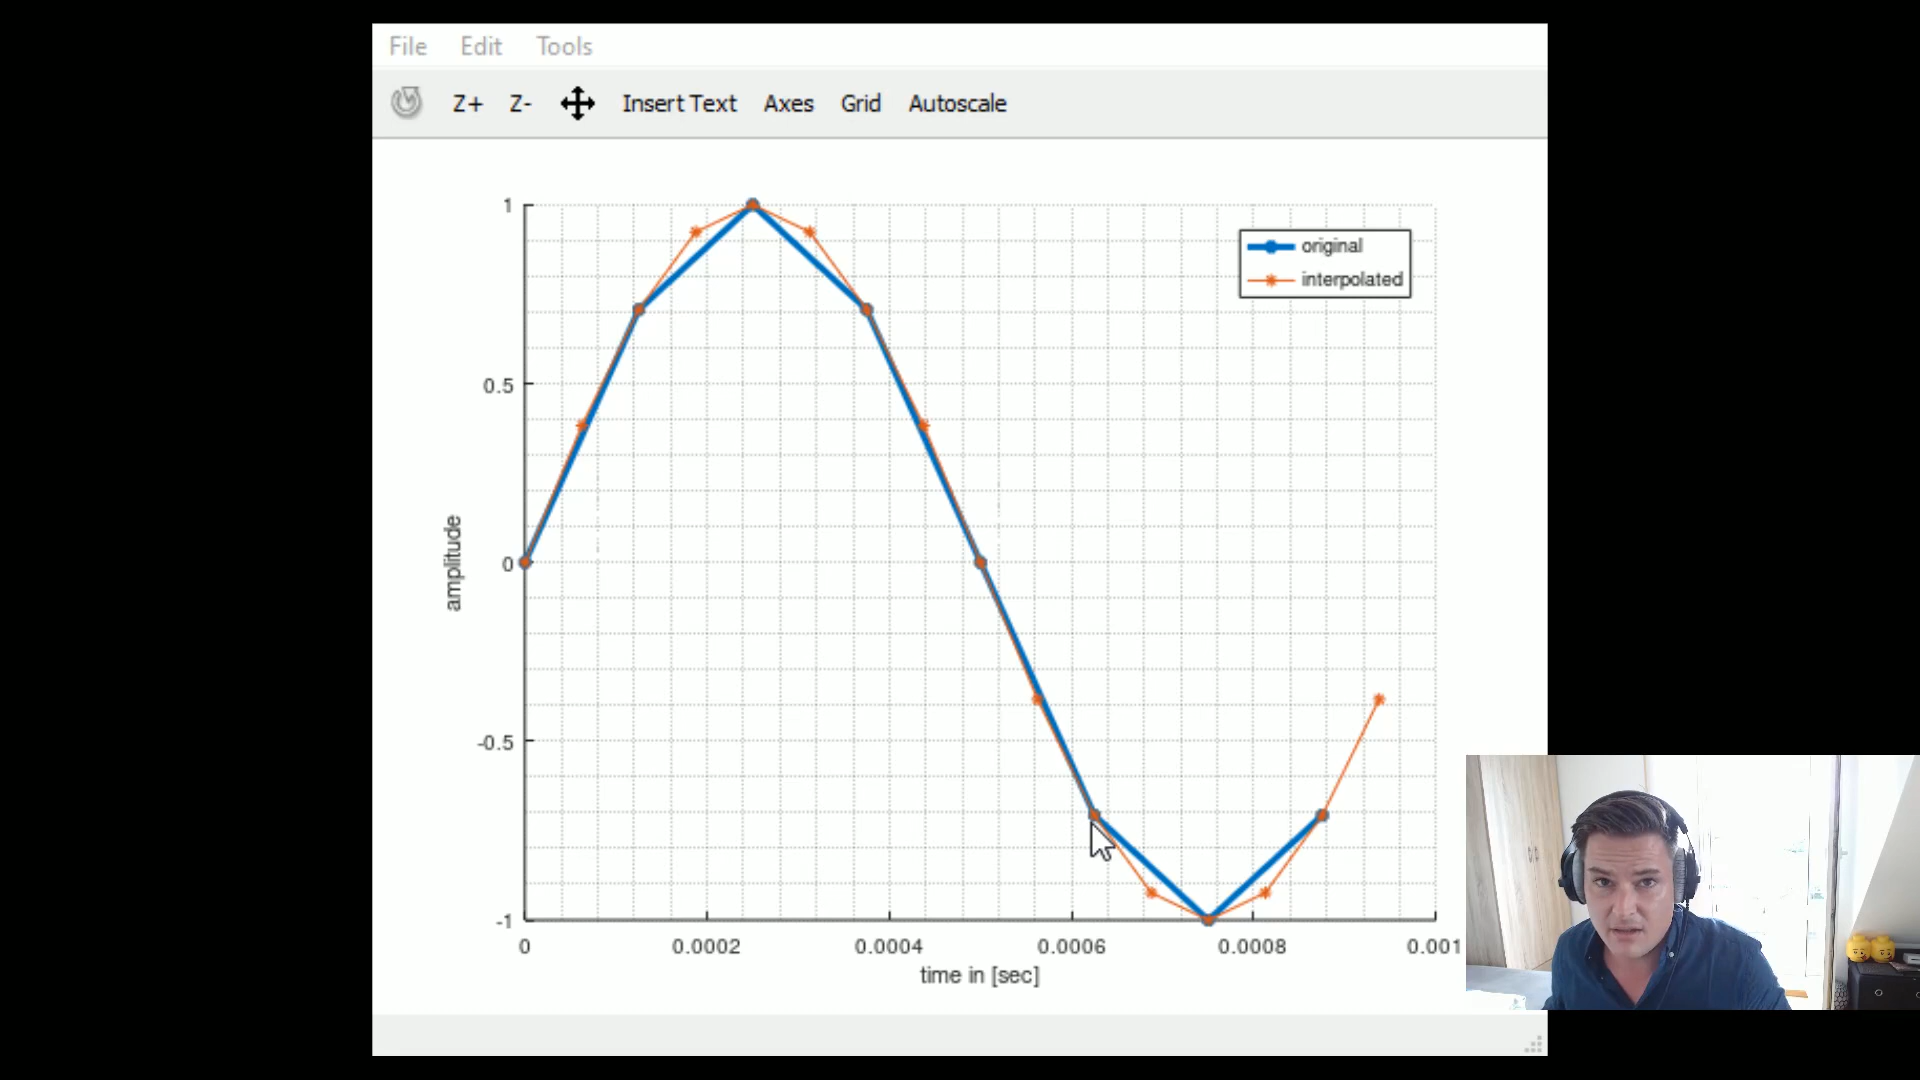 File Edit Tools
Z+ Z- Insert Text Axes Grid Autoscale
original
interpolated
1
0.5
0
-0.5
-1
amplitude
0 0.0002 0.0004 0.0006 0.0008 0.001
time in [sec]